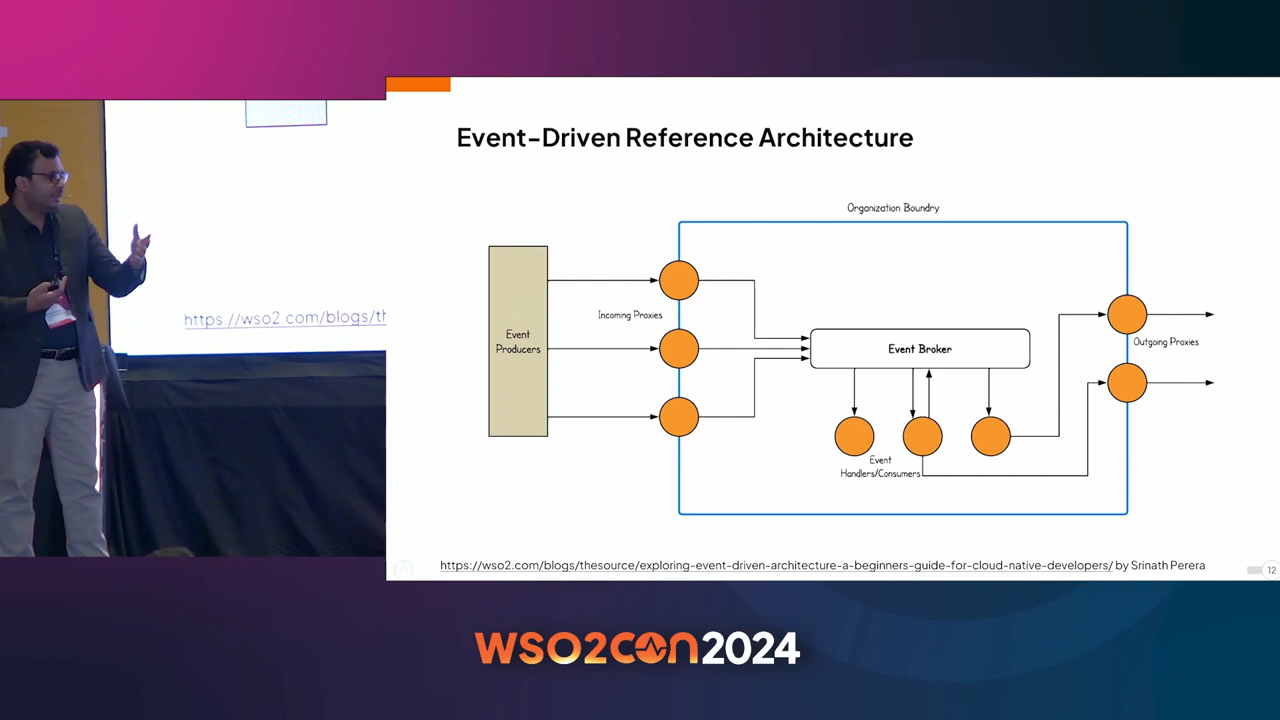 Event-Driven Reference Architecture
Organization Boundry
Event
Producers
Incoming Proxies
Event Broker
Outgoing Proxies
Event
Handlers/Consumers
https://wso2.com/blogs/th
https://wso2.com/blogs/thesource/exploring-event-driven-architecture-a-beginners-guide-for-cloud-native-developers/ by Srinath Perera
12
WSO2CON2024